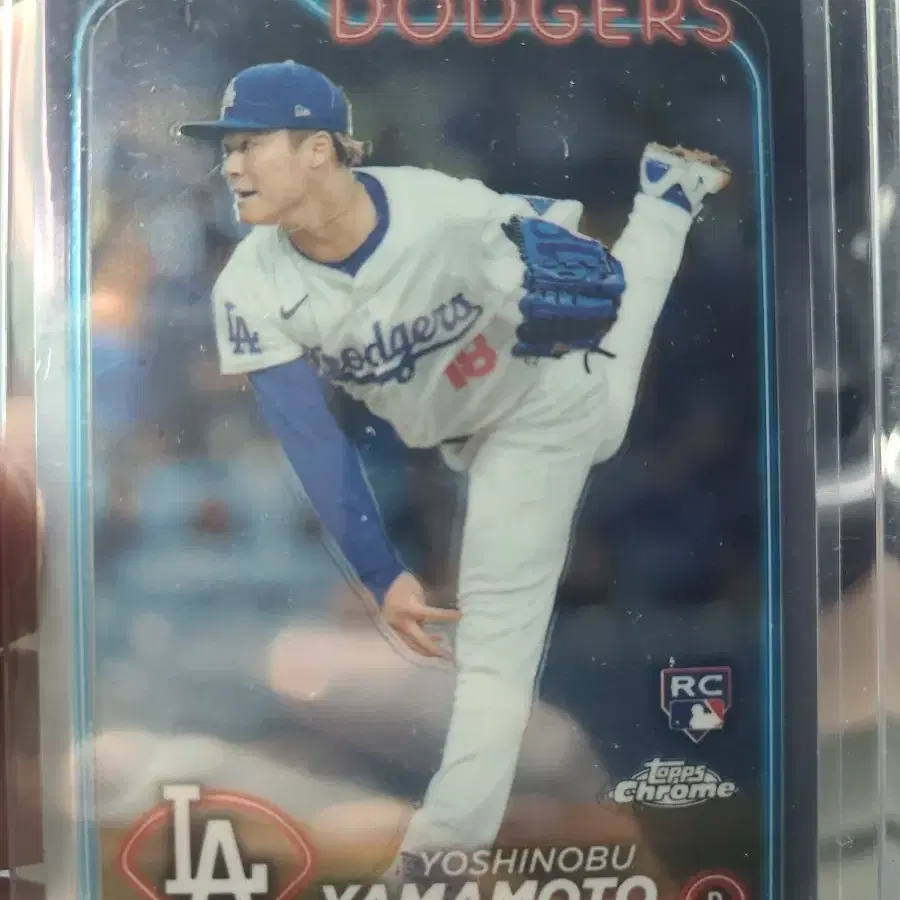 DODGERS
LA
Dodgers
18
RC
Topps
Chrome
LA
YOSHINOBU
YAMAMOTO
P